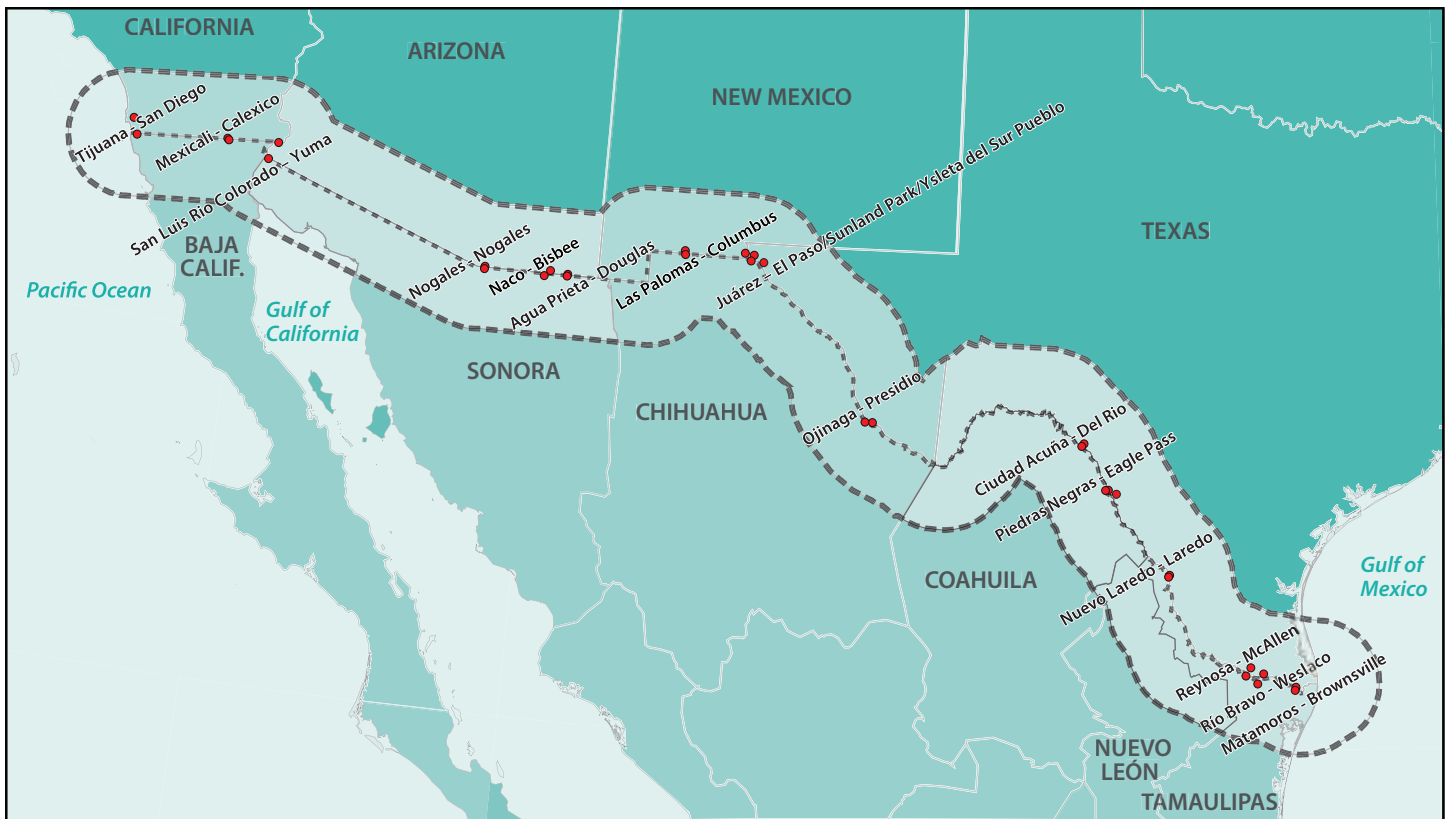 CALIFORNIA
ARIZONA
NEW MEXICO
TEXAS
Tijuana - San Diego
Mexicali - Calexico
San Luis Rio Colorado - Yuma
Nogales - Nogales
Naco - Bisbee
Agua Prieta - Douglas
Las Palomas - Columbus
Juárez - El Paso/Sunland Park/Ysleta del Sur Pueblo
BAJA
CALIF.
Pacific Ocean
Gulf of
California
SONORA
CHIHUAHUA
Ojinaga - Presidio
Ciudad Acuña - Del Rio
Piedras Negras - Eagle Pass
COAHUILA
Nuevo Laredo - Laredo
Gulf of
Mexico
Reynosa - McAllen
Río Bravo - Weslaco
Matamoros - Brownsville
NUEVO
LEÓN
TAMAULIPAS